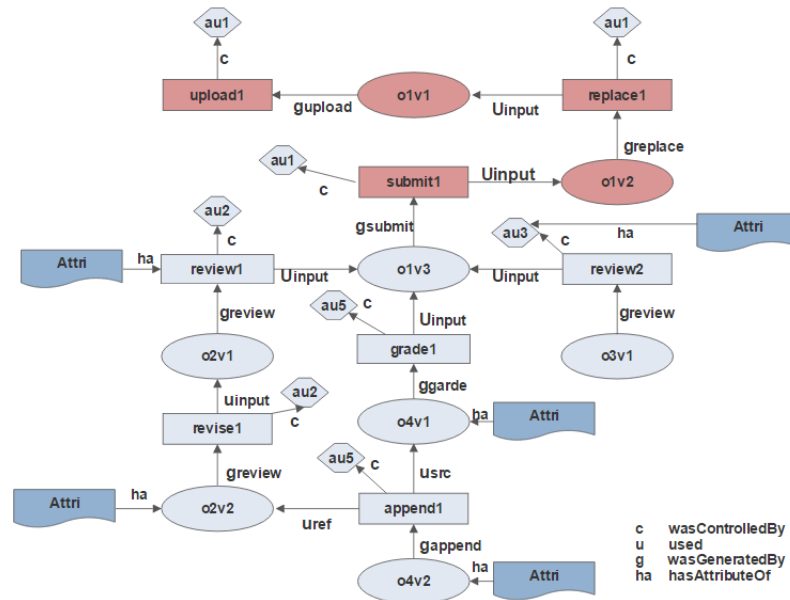 au1
au1
c
c
upload1
o1v1
replace1
gupload
Uinput
greplace
au1
c
submit1
Uinput
o1v2
au2
gsubmit
au3
Attri
c
c
ha
Attri
ha
review1
Uinput
o1v3
Uinput
review2
au5
c
greview
Uinput
greview
o2v1
grade1
o3v1
uinput
au2
ggarde
revise1
c
o4v1
ha
Attri
greview
au5
c
usrc
Attri
ha
o2v2
uref
append1
gappend
o4v2
ha
Attri
c wasControlledBy
u used
g wasGeneratedBy
ha hasAttributeOf